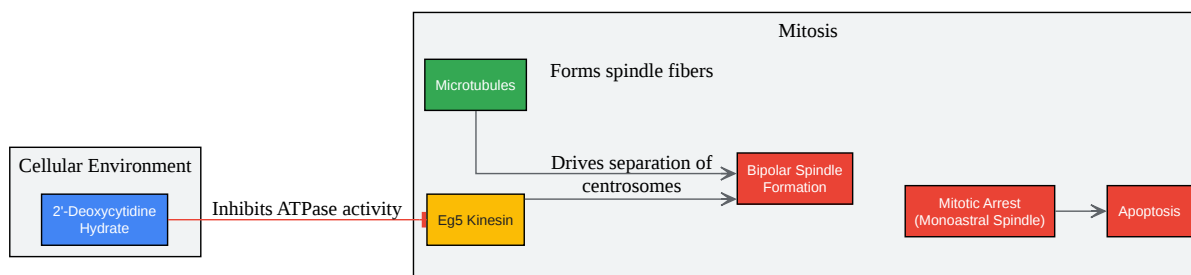 Mitosis
Microtubules
Forms spindle fibers
Cellular Environment
2'-Deoxycytidine
Hydrate
Inhibits ATPase activity
Eg5 Kinesin
Drives separation of
centrosomes
Bipolar Spindle
Formation
Mitotic Arrest
(Monoastral Spindle)
Apoptosis